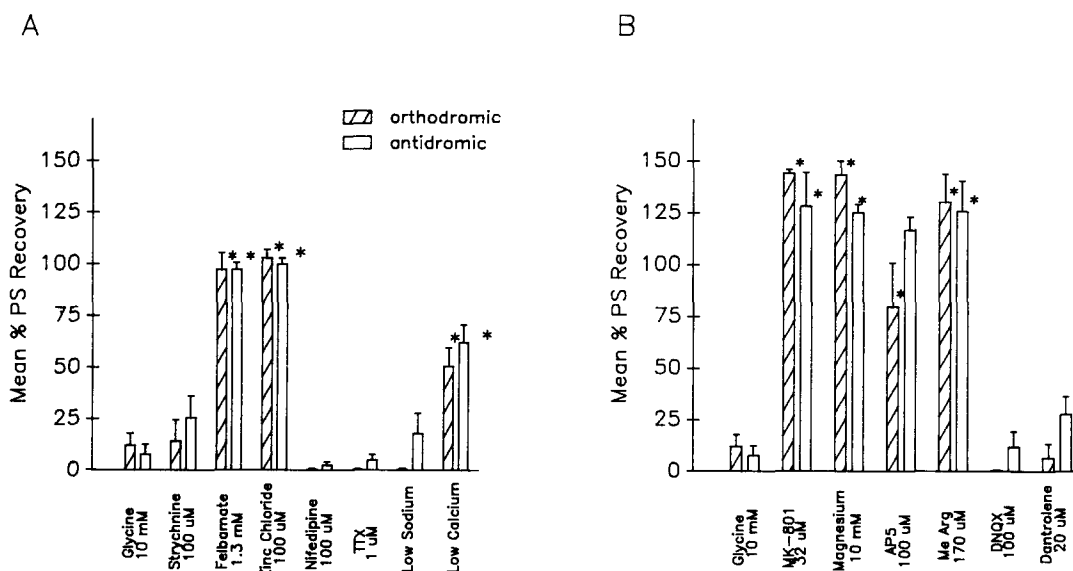 A
B
orthodromic
antidromic
Mean % PS Recovery
150
125
100
75
50
25
0
* * * * * *
Glycine
10 mM
Strychnine
100 uM
Felbamate
1.3 mM
Zinc Chloride
100 uM
Nifedipine
100 uM
TTX
1 uM
Low Sodium
Low Calcium
Mean % PS Recovery
150
125
100
75
50
25
0
* * * * * * *
Glycine
10 mM
MK-801
32 uM
Magnesium
10 mM
AP5
100 uM
Me Arg
170 uM
DNQX
100 uM
Dantrolene
20 uM